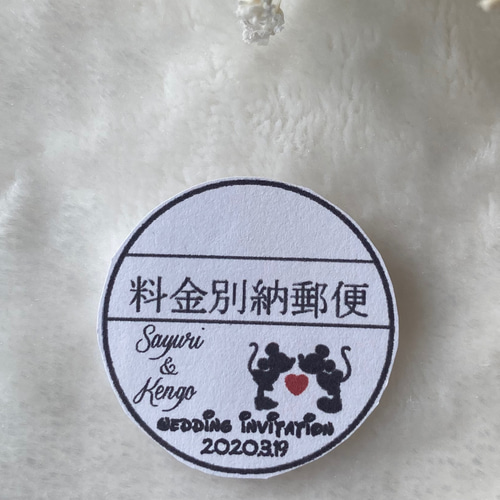 料金別納郵便
Sayuri
&
Kengo
WEDDING INVITATION
2020.3.19